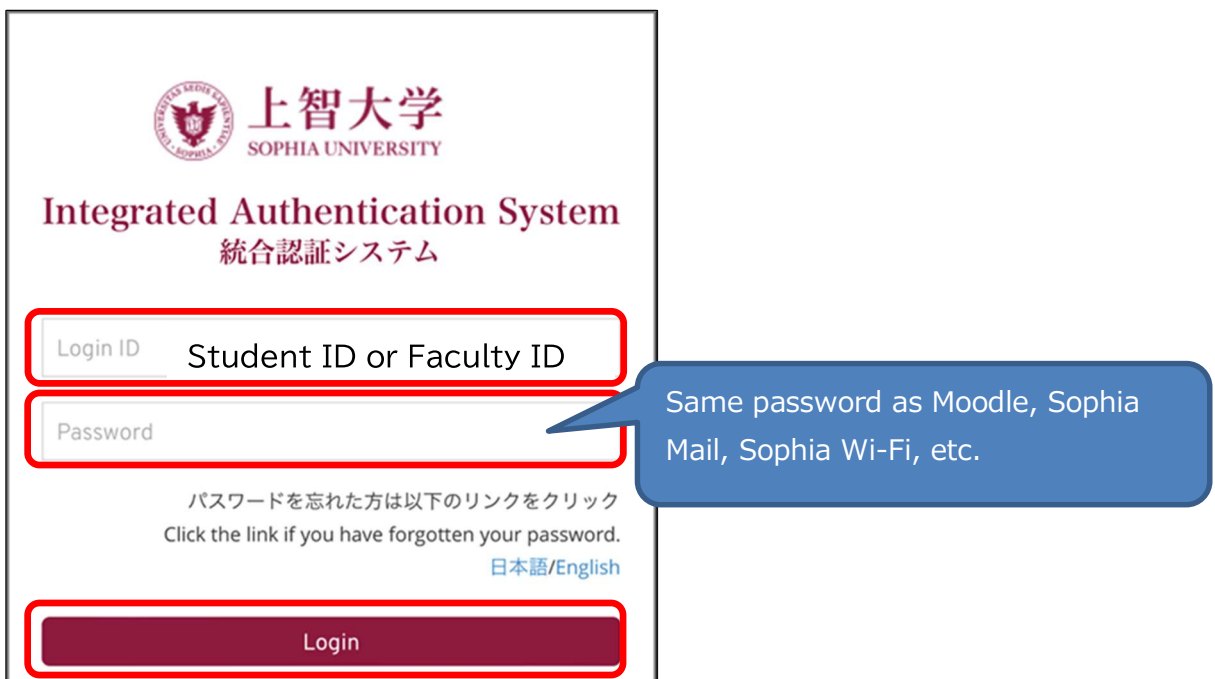 上智大学
SOPHIA UNIVERSITY
Integrated Authentication System
統合認証システム
Login ID Student ID or Faculty ID
Password
Same password as Moodle, Sophia
Mail, Sophia Wi-Fi, etc.
パスワードを忘れた方は以下のリンクをクリック
Click the link if you have forgotten your password.
日本語/English
Login